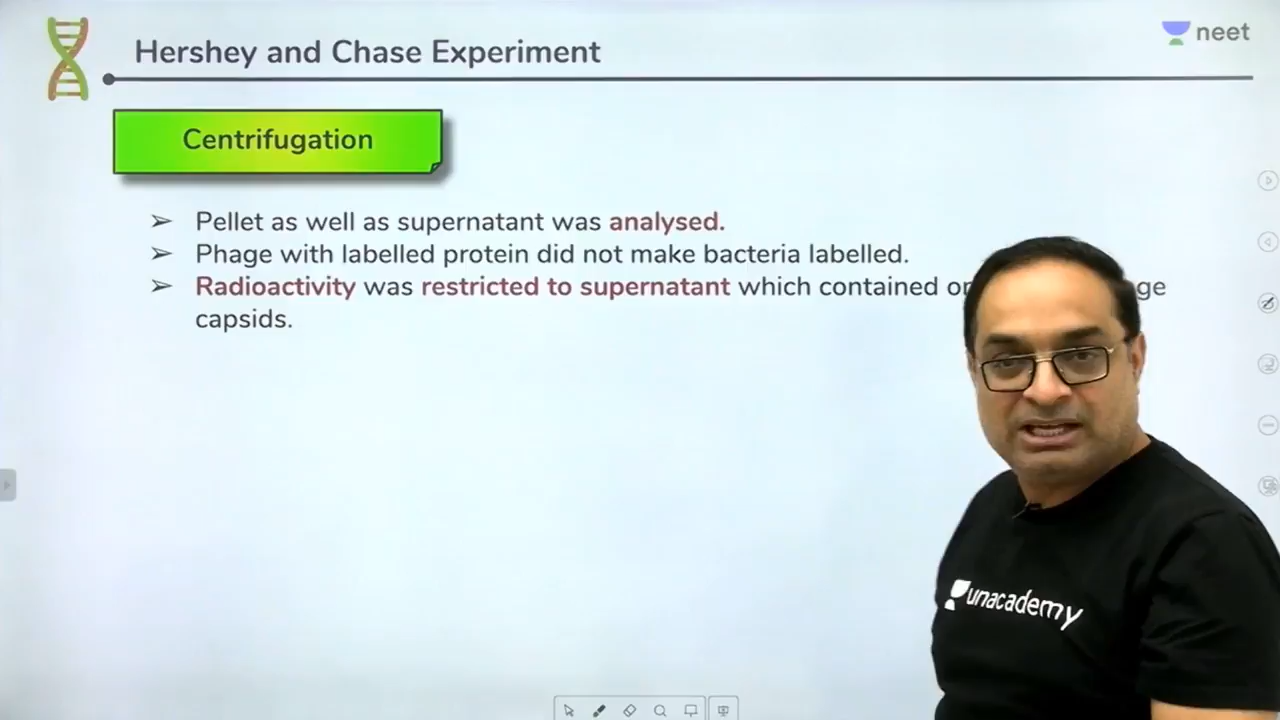 neet
Hershey and Chase Experiment
Centrifugation
➢ Pellet as well as supernatant was analysed.
➢ Phage with labelled protein did not make bacteria labelled.
➢ Radioactivity was restricted to supernatant which contained
capsids.
unacademy